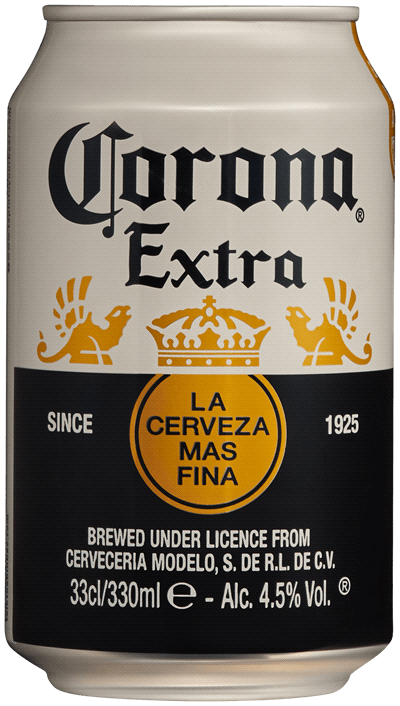 Corona®
Extra
LA
CERVEZA
MAS
FINA
SINCE 1925
BREWED UNDER LICENCE FROM
CERVECERIA MODELO, S. DE R.L. DE C.V.
33cl/330ml ℮ - Alc. 4.5% Vol. ®